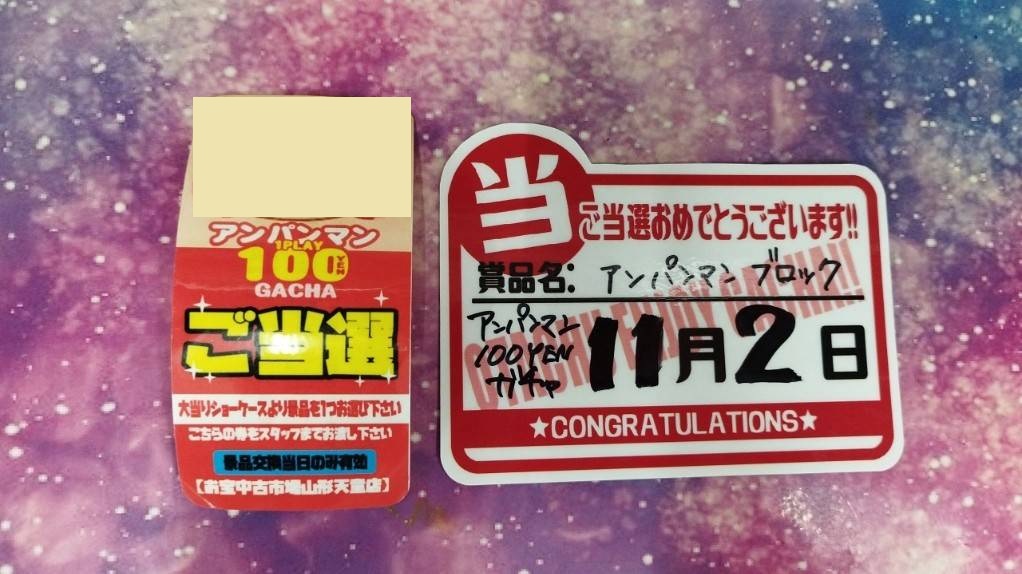 アンパンマン
1PLAY
100YEN
GACHA
ご当選
大当りショーケースより景品を1つお選び下さい
こちらの券をスタッフまでお渡し下さい
景品交換当日のみ有効
【お宝中古市場山形天童店】
当
ご当選おめでとうございます!!
賞品名: アンパンマン ブロック
アンパンマン
100YEN
ガチャ
11月2日
★CONGRATULATIONS★